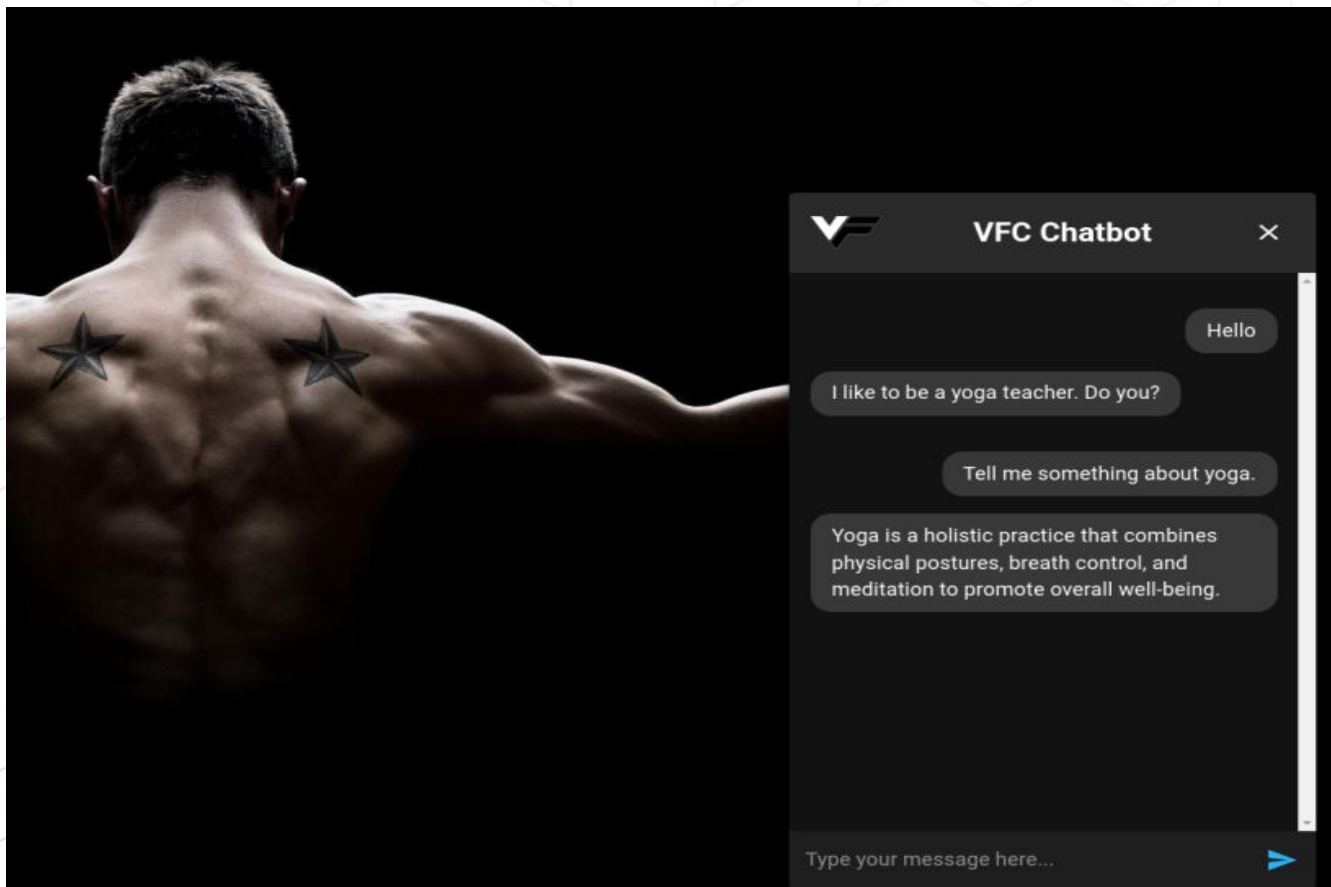 VF
VFC Chatbot
Hello
I like to be a yoga teacher. Do you?
Tell me something about yoga.
Yoga is a holistic practice that combines
physical postures, breath control, and
meditation to promote overall well-being.
Type your message here...